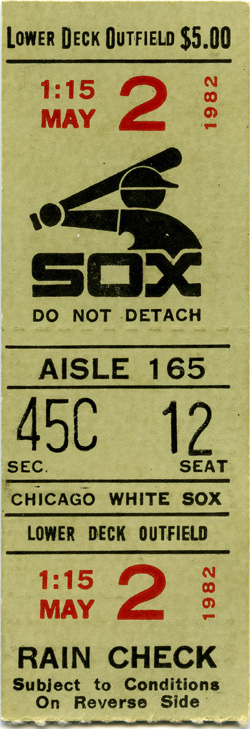 LOWER DECK OUTFIELD $5.00
1:15
MAY 2 1982
SOX
DO NOT DETACH
AISLE 165
45C 12
SEC. SEAT
CHICAGO WHITE SOX
LOWER DECK OUTFIELD
1:15
MAY 2 1982
RAIN CHECK
Subject to Conditions
On Reverse Side